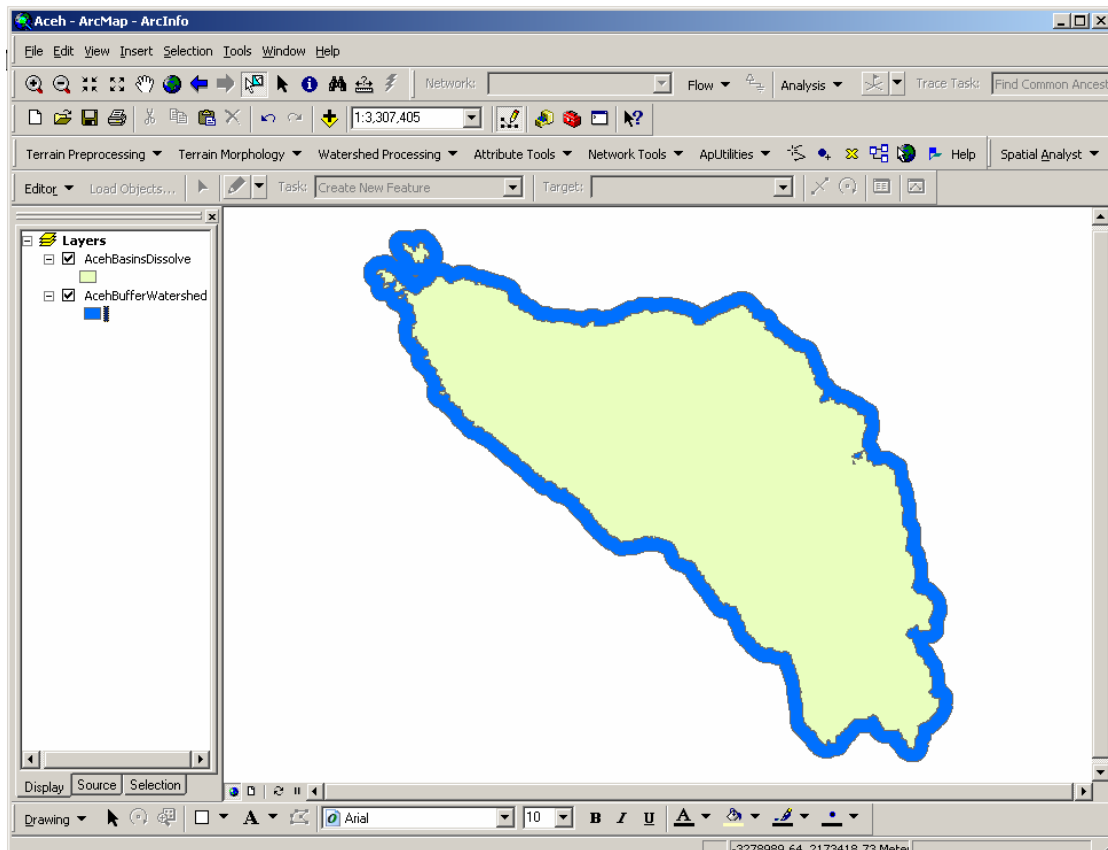 Aceh - ArcMap - ArcInfo
File Edit View Insert Selection Tools Window Help
Network: Flow Analysis Trace Task: Find Common Ancest
1:3,307,405
Terrain Preprocessing Terrain Morphology Watershed Processing Attribute Tools Network Tools ApUtilities Help Spatial Analyst
Editor Load Objects... Task: Create New Feature Target:
Layers
AcehBasinsDissolve
AcehBufferWatershed
Display Source Selection
Drawing A Arial 10 B I U A
-3278989.64 2173418.73 Meter